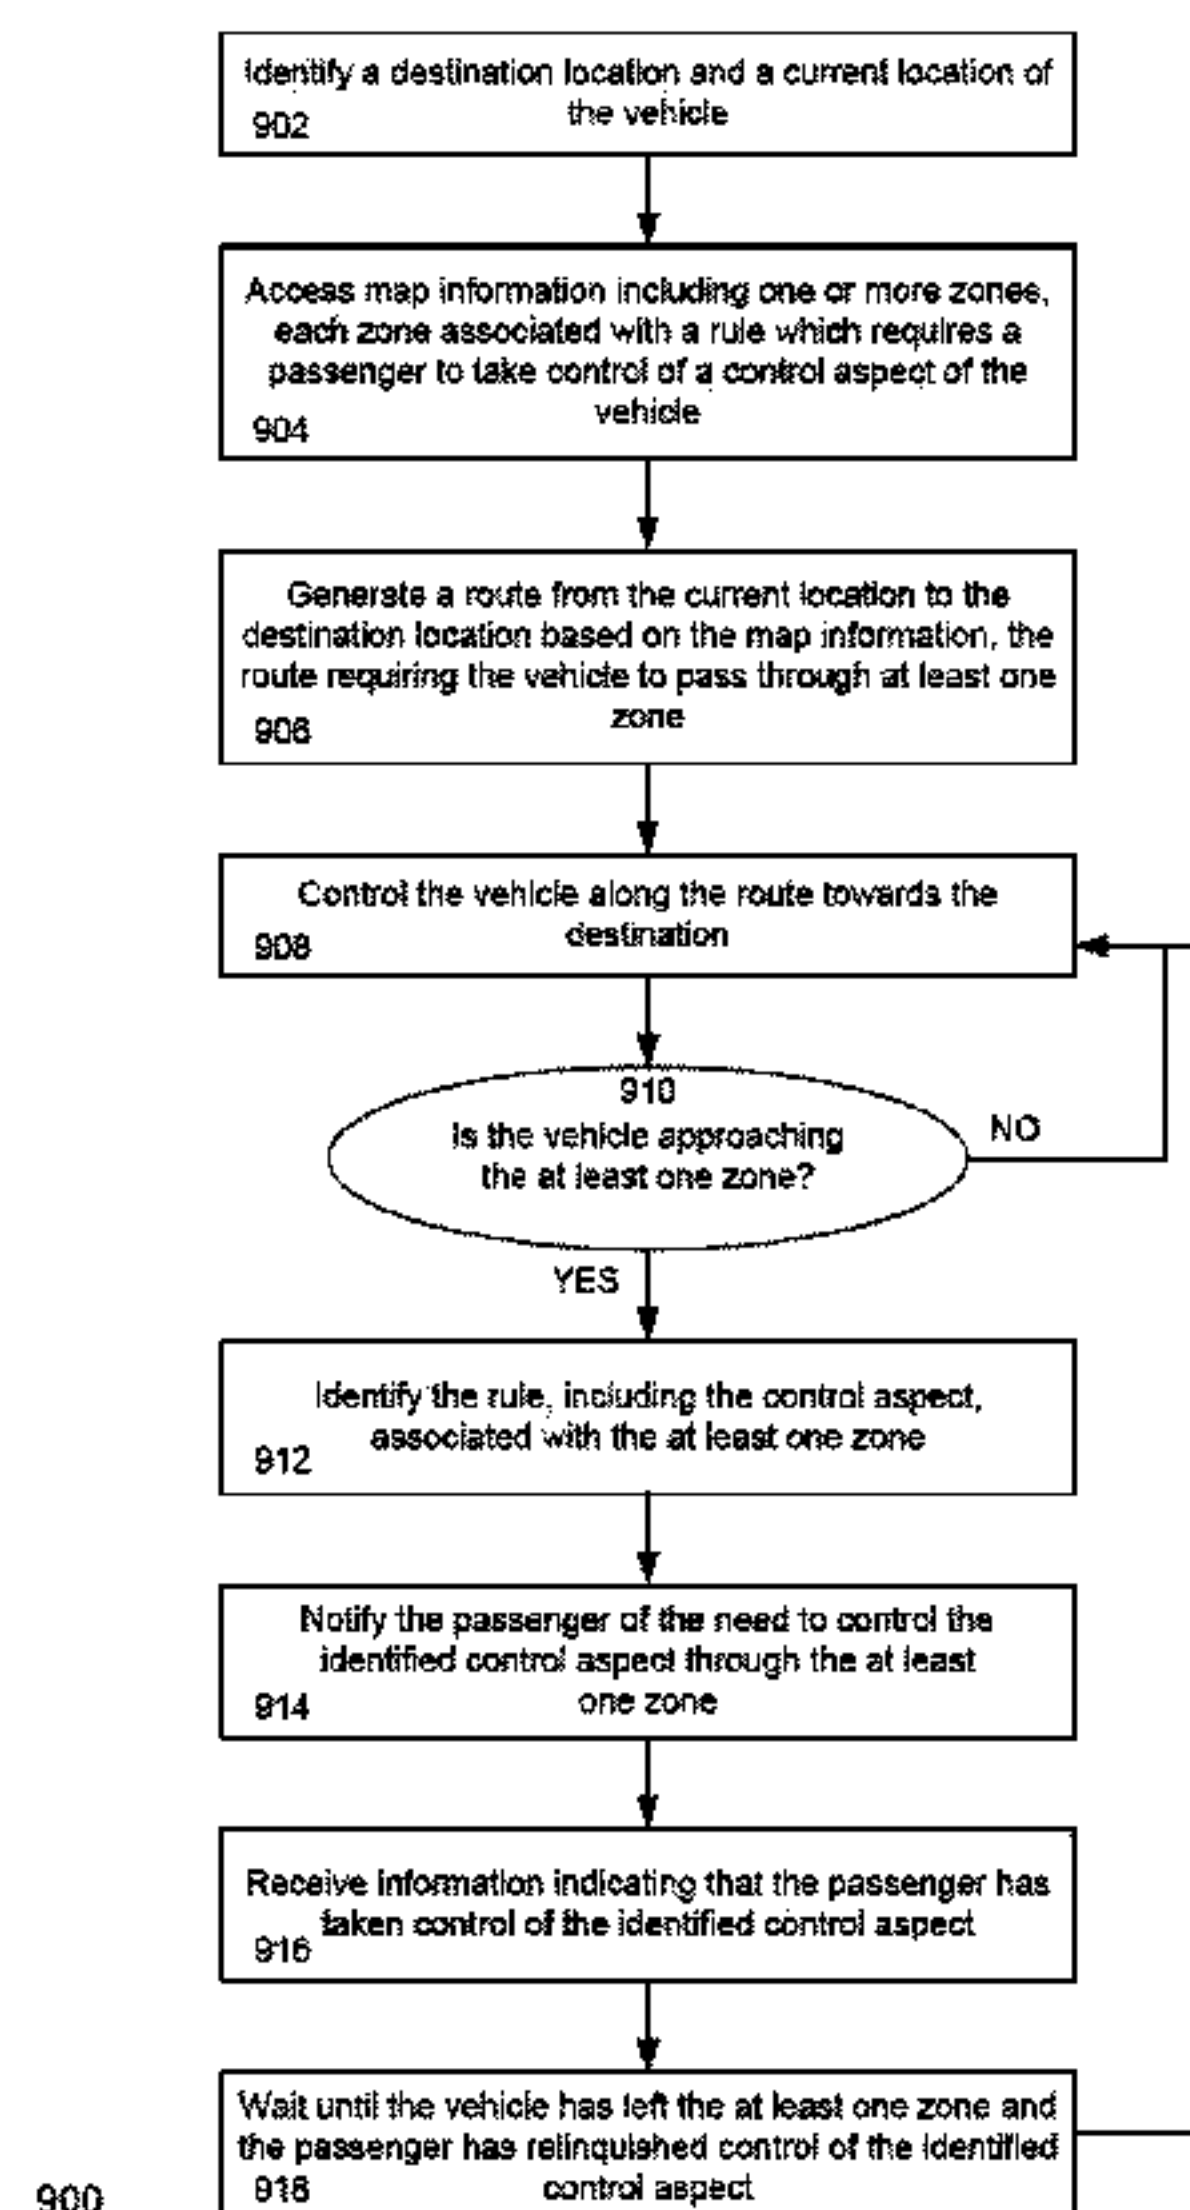 Identify a destination location and a current location of
the vehicle
902
Access map information including one or more zones,
each zone associated with a rule which requires a
passenger to take control of a control aspect of the
vehicle
904
Generate a route from the current location to the
destination location based on the map information, the
route requiring the vehicle to pass through at least one
zone
906
Control the vehicle along the route towards the
destination
908
910
Is the vehicle approaching
the at least one zone?
NO
YES
Identify the rule, including the control aspect,
associated with the at least one zone
912
Notify the passenger of the need to control the
identified control aspect through the at least
one zone
914
Receive information indicating that the passenger has
taken control of the identified control aspect
916
Wait until the vehicle has left the at least one zone and
the passenger has relinquished control of the identified
control aspect
918
900